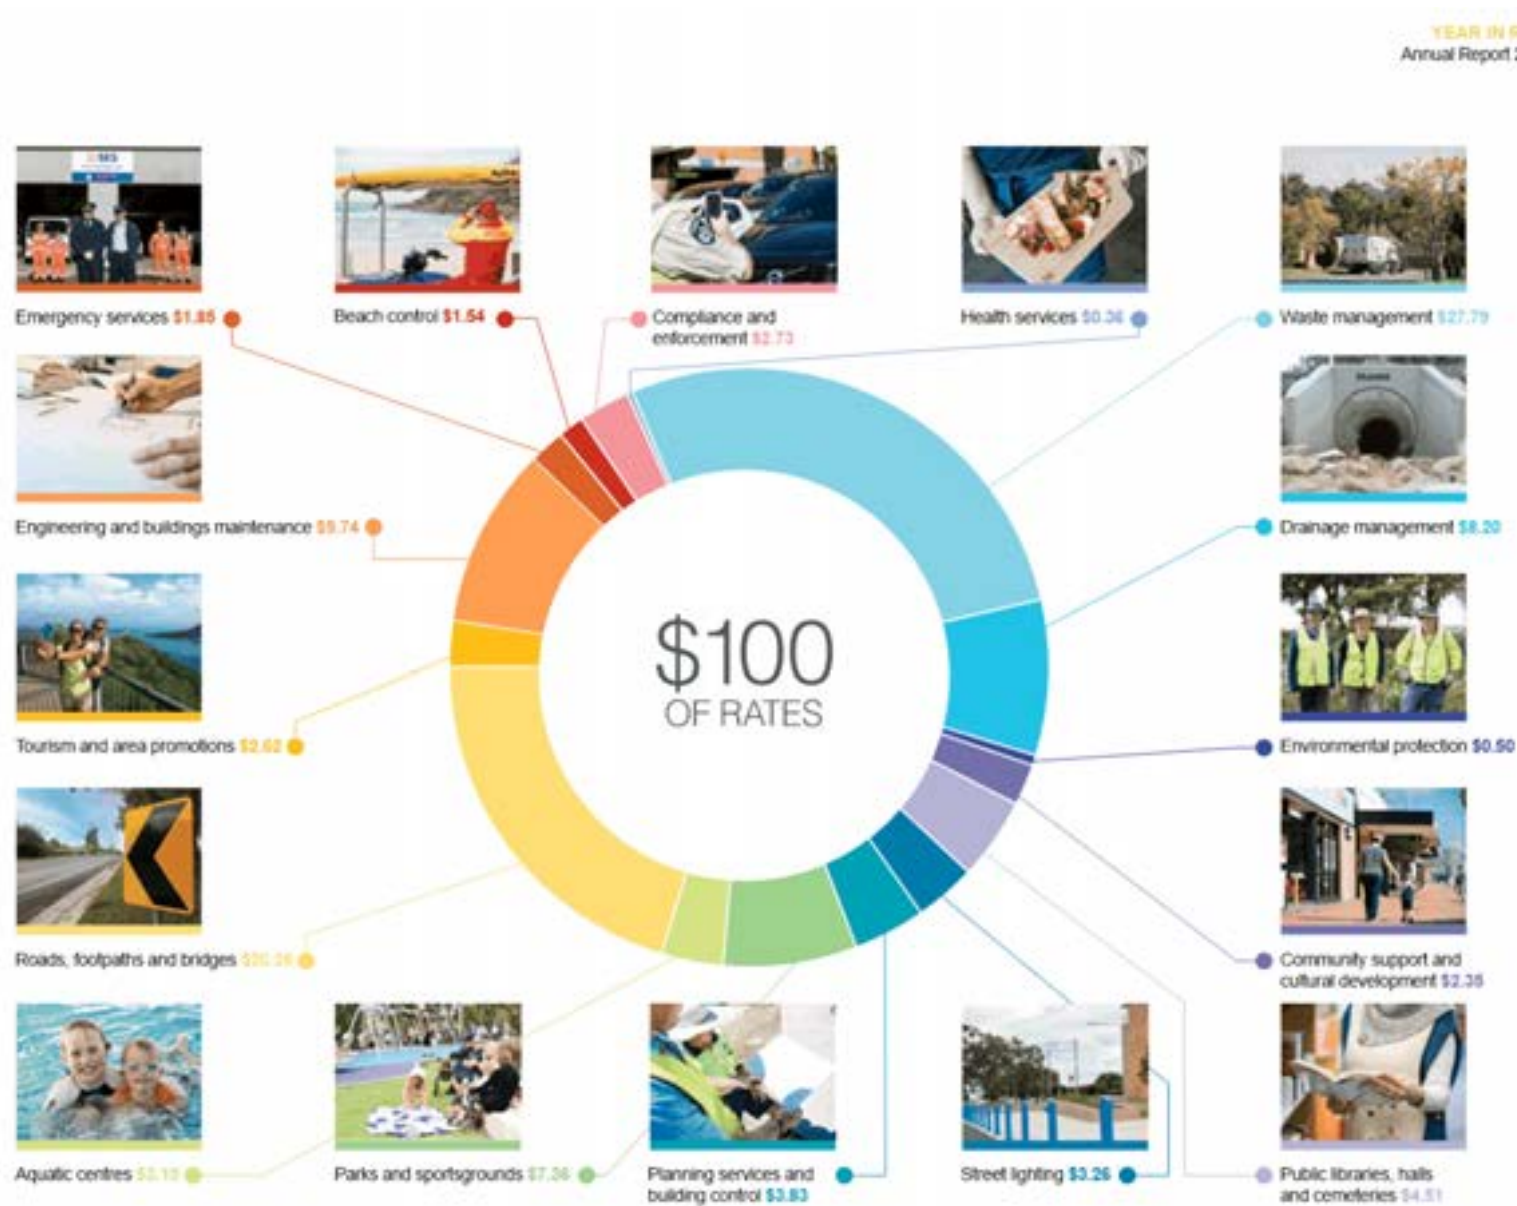 YEAR IN
Annual Report
Emergency services $1.85
Beach control $1.54
Compliance and
enforcement $2.73
Health services $0.36
Waste management $27.79
Engineering and buildings maintenance $9.74
Drainage management $8.20
$100
OF RATES
Tourism and area promotions $2.62
Environmental protection $0.50
Roads, footpaths and bridges
Community support and
cultural development $2.35
Aquatic centres
Parks and sportsgrounds $7.36
Planning services and
building control $3.83
Street lighting $3.26
Public libraries, halls
and cemeteries $4.51